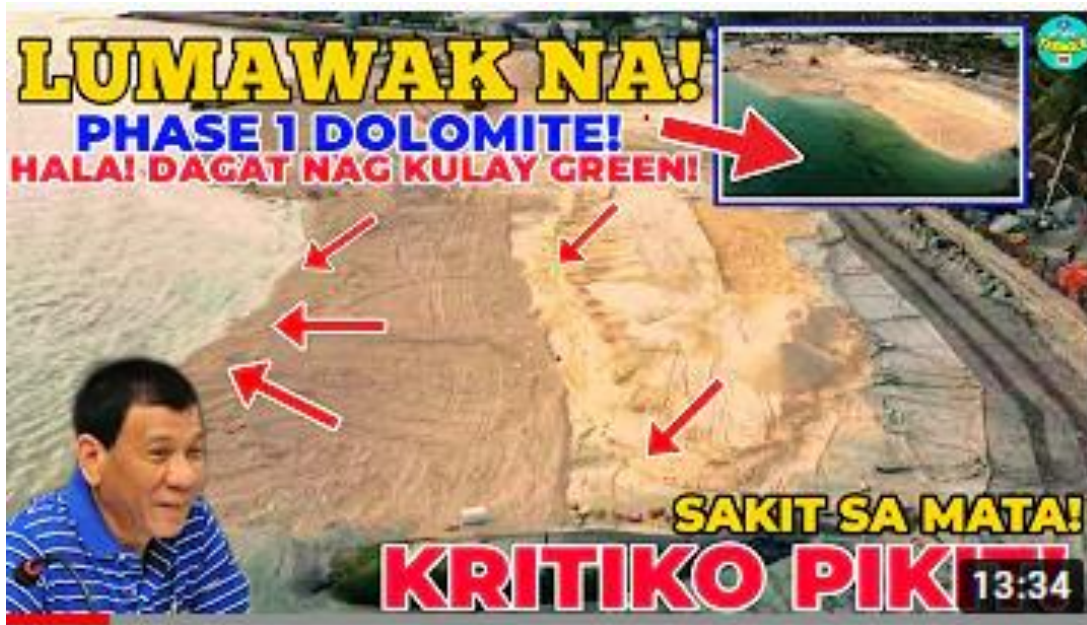 LUMAWAK NA!
PHASE 1 DOLOMITE!
HALA! DAGAT NAG KULAY GREEN!
SAKIT SA MATA!
KRITIKO
13:34